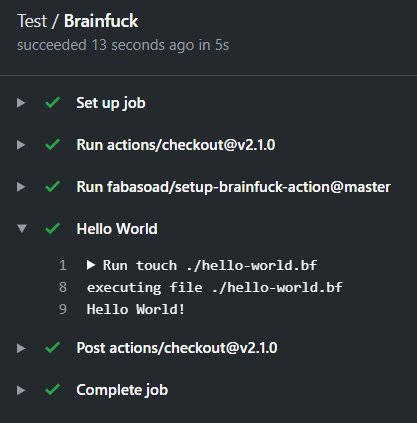 Test / Brainfuck
succeeded 13 seconds ago in 5s
Set up job
Run actions/checkout@v2.1.0
Run fabasoad/setup-brainfuck-action@master
Hello World
1 Run touch ./hello-world.bf
8 executing file ./hello-world.bf
9 Hello World!
Post actions/checkout@v2.1.0
Complete job